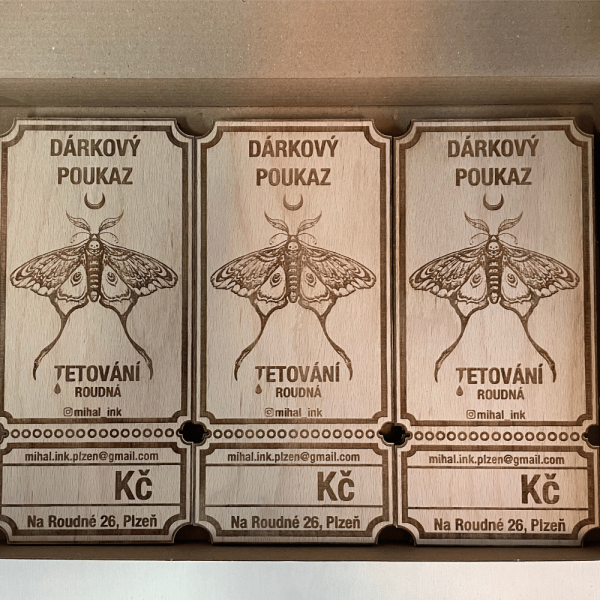 DÁRKOVÝ
POUKAZ
TETOVÁNÍ
ROUDNÁ
mihal_ink
mihal.ink.plzen@gmail.com
Kč
Na Roudné 26, Plzeň
DÁRKOVÝ
POUKAZ
TETOVÁNÍ
ROUDNÁ
mihal_ink
mihal.ink.plzen@gmail.com
Kč
Na Roudné 26, Plzeň
DÁRKOVÝ
POUKAZ
TETOVÁNÍ
ROUDNÁ
mihal_ink
mihal.ink.plzen@gmail.com
Kč
Na Roudné 26, Plzeň